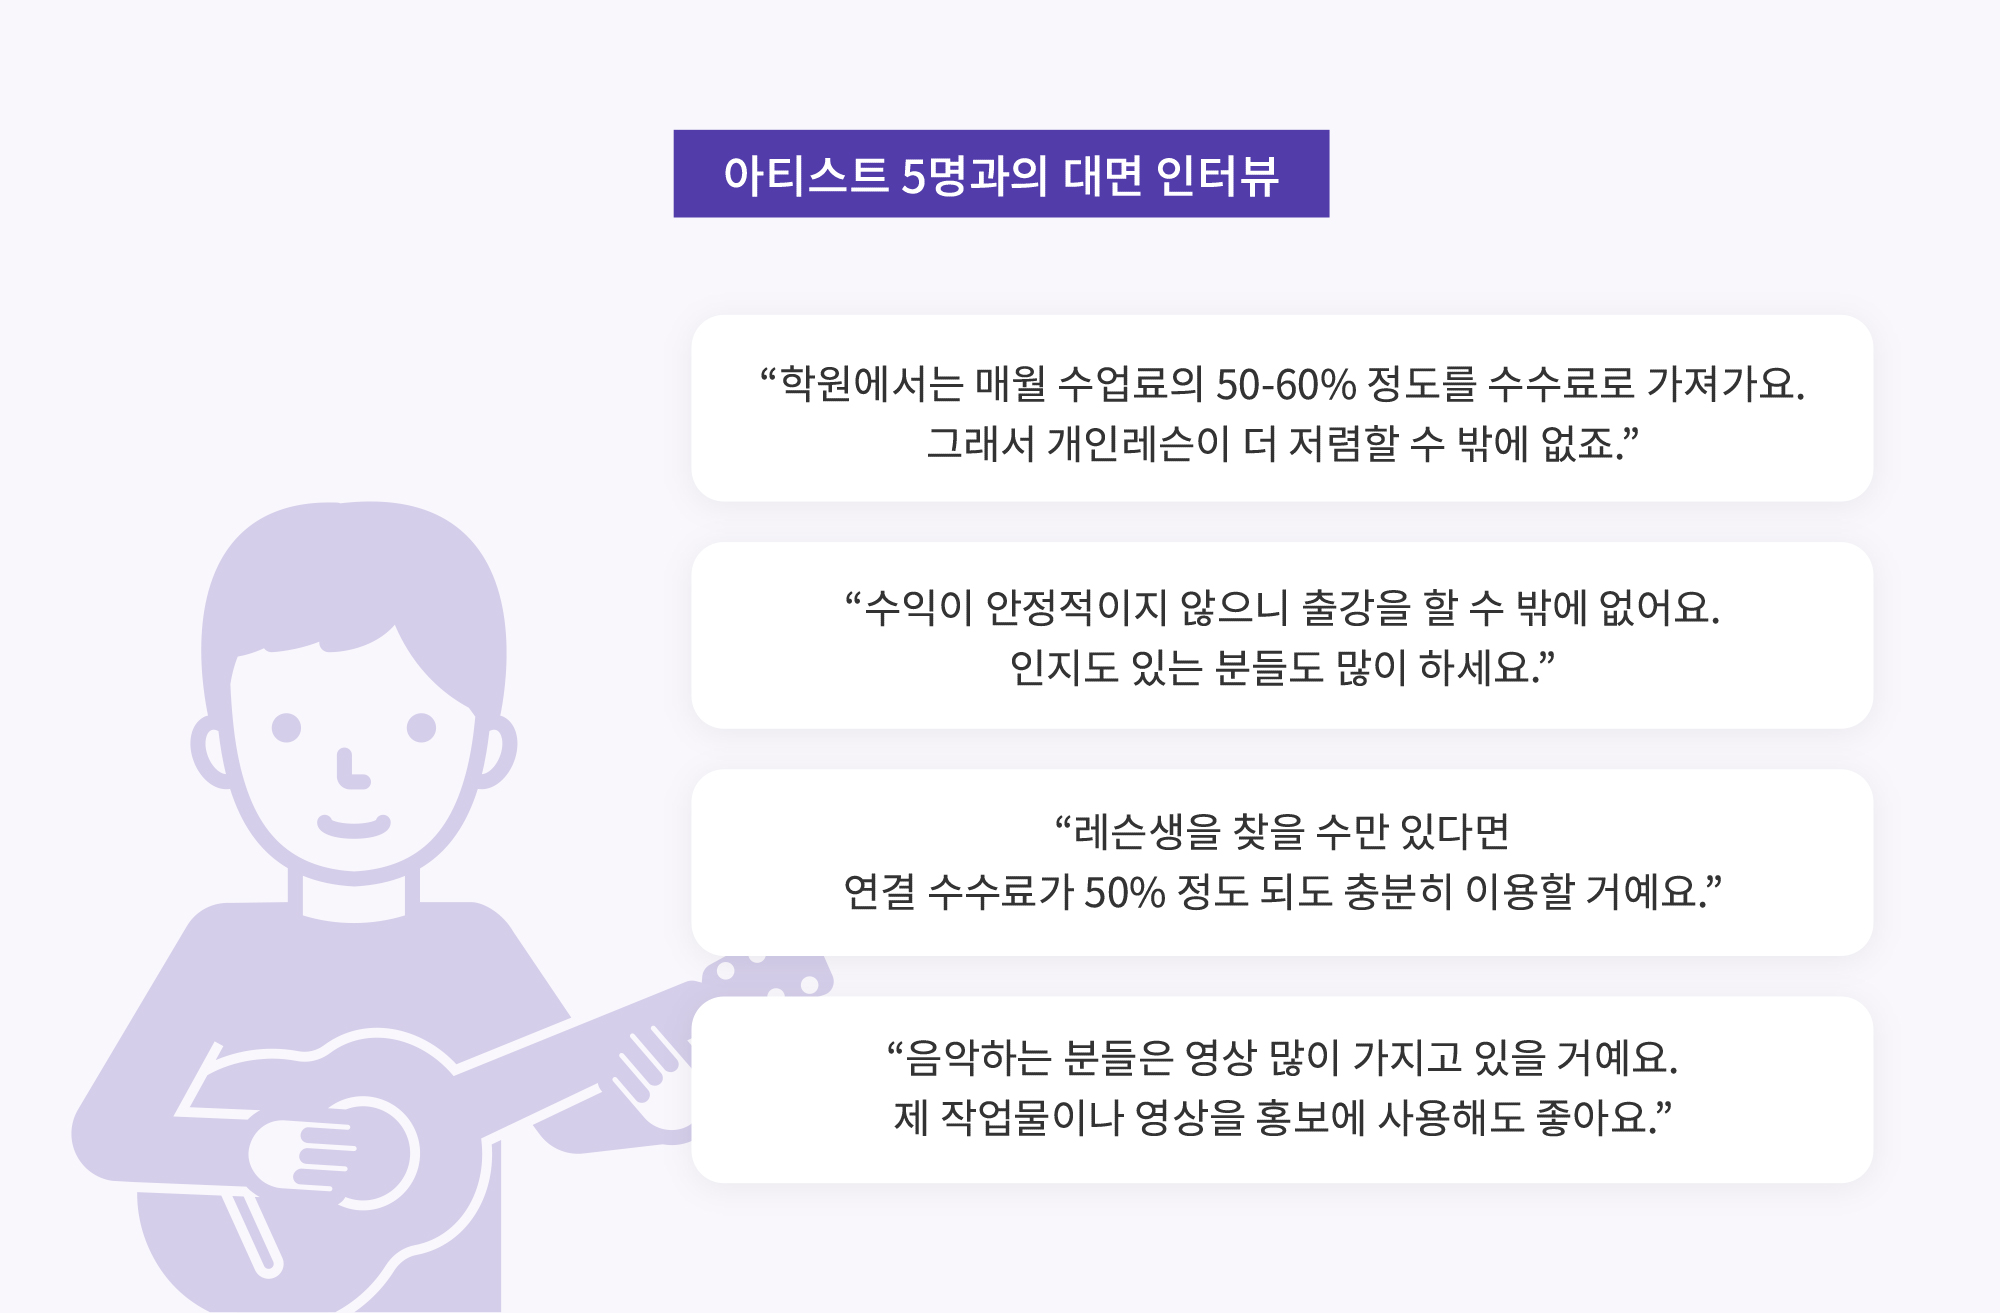 아티스트 5명과의 대면 인터뷰
“학원에서는 매월 수업료의 50-60% 정도를 수수료로 가져가요.
그래서 개인레슨이 더 저렴할 수 밖에 없죠.”
“수익이 안정적이지 않으니 출강을 할 수 밖에 없어요.
인지도 있는 분들도 많이 하세요.”
“레슨생을 찾을 수만 있다면
연결 수수료가 50% 정도 되도 충분히 이용할 거예요.”
“음악하는 분들은 영상 많이 가지고 있을 거예요.
제 작업물이나 영상을 홍보에 사용해도 좋아요.”